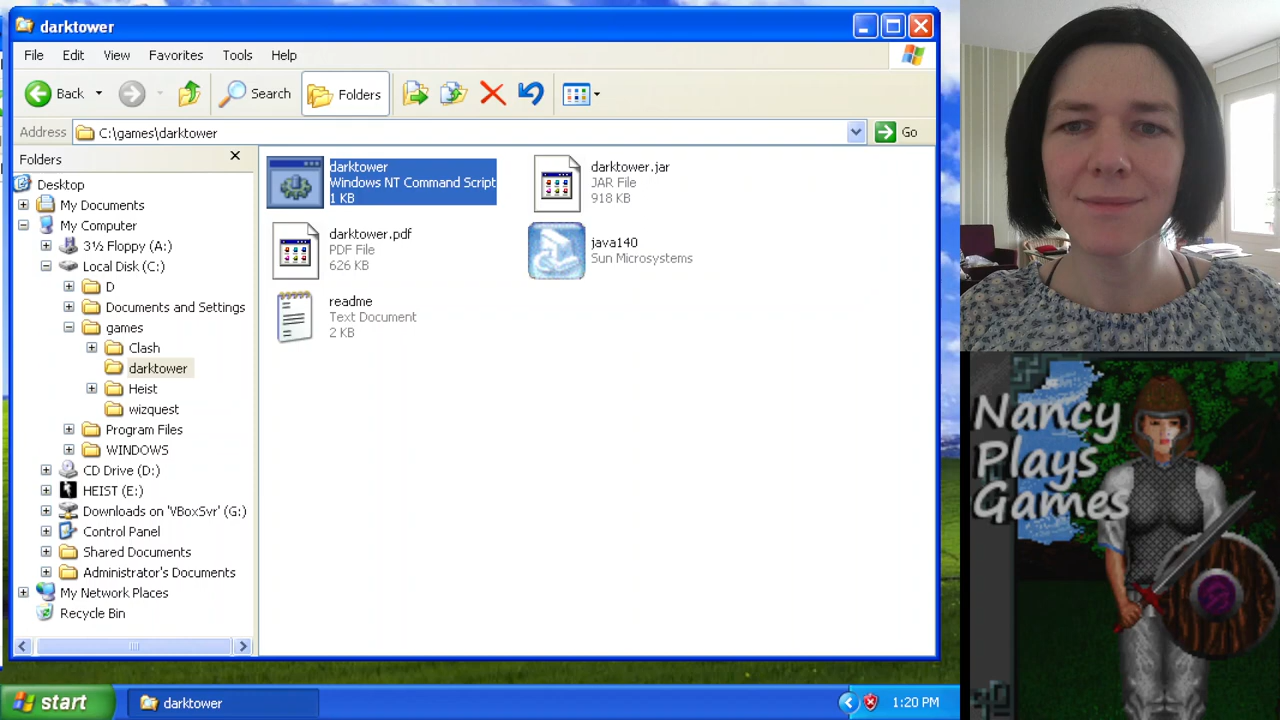 darktower
File Edit View Favorites Tools Help
Back Search Folders
Address C:\games\darktower Go
Folders
Desktop
My Documents
My Computer
3½ Floppy (A:)
Local Disk (C:)
D
Documents and Settings
games
Clash
darktower
Heist
wizquest
Program Files
WINDOWS
CD Drive (D:)
HEIST (E:)
Downloads on 'VBoxSvr' (G:)
Control Panel
Shared Documents
Administrator's Documents
My Network Places
Recycle Bin
darktower
Windows NT Command Script
1 KB
darktower.jar
JAR File
918 KB
darktower.pdf
PDF File
626 KB
java140
Sun Microsystems
readme
Text Document
2 KB
start darktower 1:20 PM
Nancy
Plays
Games